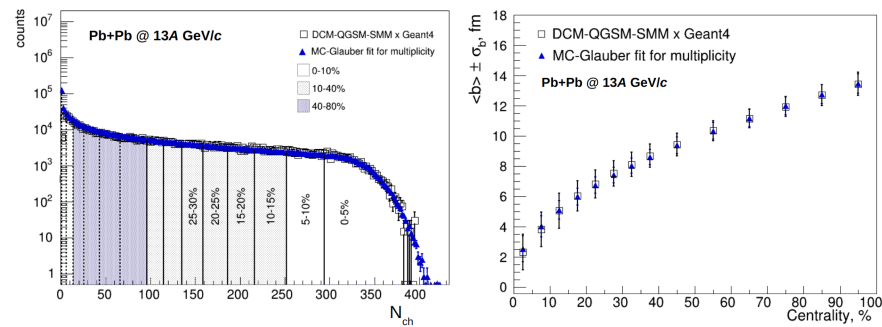 counts
10^7
10^6
10^5
10^4
10^3
10^2
10
1
Pb+Pb @ 13A GeV/c
DCM-QGSM-SMM x Geant4
MC-Glauber fit for multiplicity
0-10%
10-40%
40-80%
25-30%
20-25%
15-20%
10-15%
5-10%
0-5%
0 50 100 150 200 250 300 350 400
N_ch
<b> ± σ_b, fm
18
16
14
12
10
8
6
4
2
0
DCM-QGSM-SMM x Geant4
MC-Glauber fit for multiplicity
Pb+Pb @ 13A GeV/c
0 10 20 30 40 50 60 70 80 90 100
Centrality, %